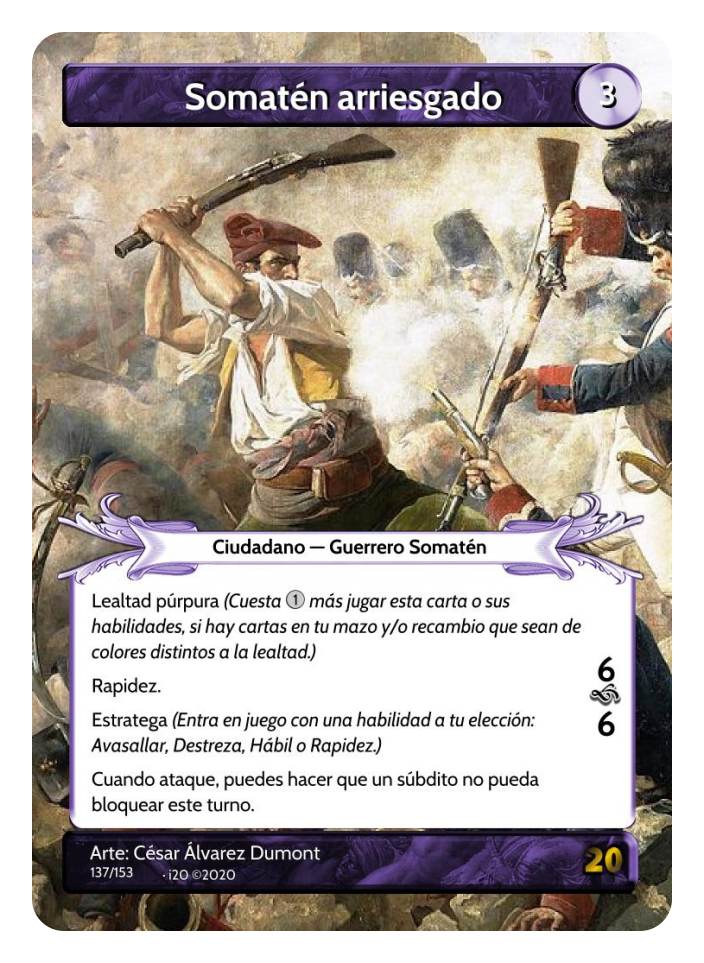 Somatén arriesgado
3
Ciudadano — Guerrero Somatén
Lealtad púrpura (Cuesta 1 más jugar esta carta o sus
habilidades, si hay cartas en tu mazo y/o recambio que sean de
colores distintos a la lealtad.)
Rapidez.
Estratega (Entra en juego con una habilidad a tu elección:
Avasallar, Destreza, Hábil o Rapidez.)
Cuando ataque, puedes hacer que un súbdito no pueda
bloquear este turno.
6
6
Arte: César Álvarez Dumont
137/153 · i20 ©2020
20